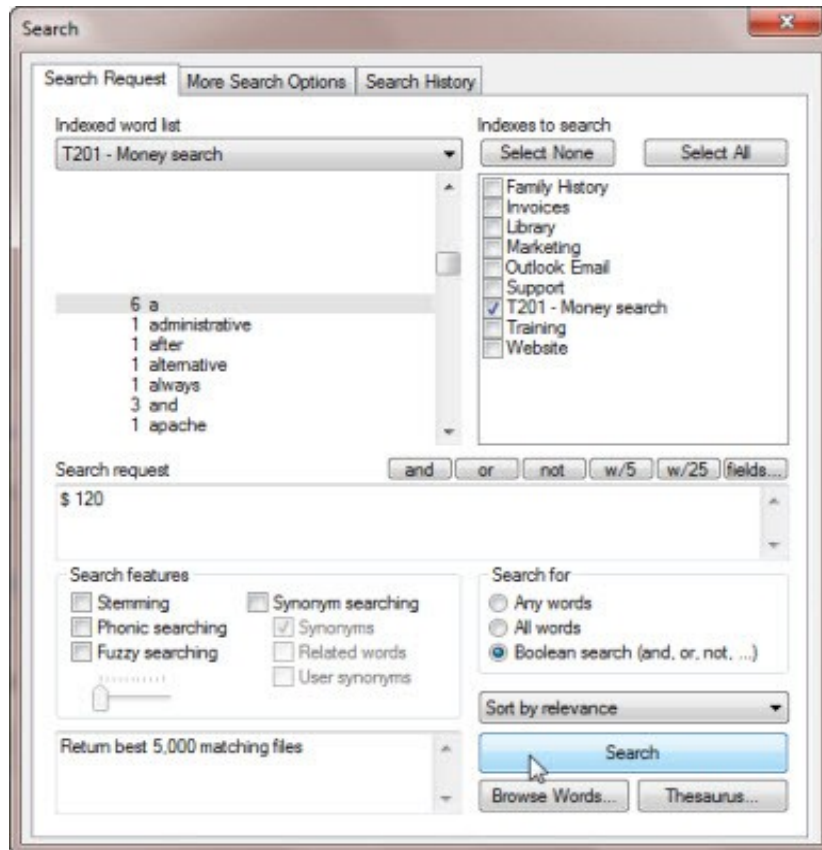 Search
Search Request More Search Options Search History
Indexed word list
T201 - Money search
6 a
1 administrative
1 after
1 alternative
1 always
3 and
1 apache
Indexes to search
Select None Select All
Family History
Invoices
Library
Marketing
Outlook Email
Support
T201 - Money search
Training
Website
Search request
and or not w/5 w/25 fields...
$ 120
Search features
Stemming
Phonic searching
Fuzzy searching
Synonym searching
Synonyms
Related words
User synonyms
Search for
Any words
All words
Boolean search (and, or, not, ...)
Sort by relevance
Return best 5,000 matching files
Search
Browse Words... Thesaurus...